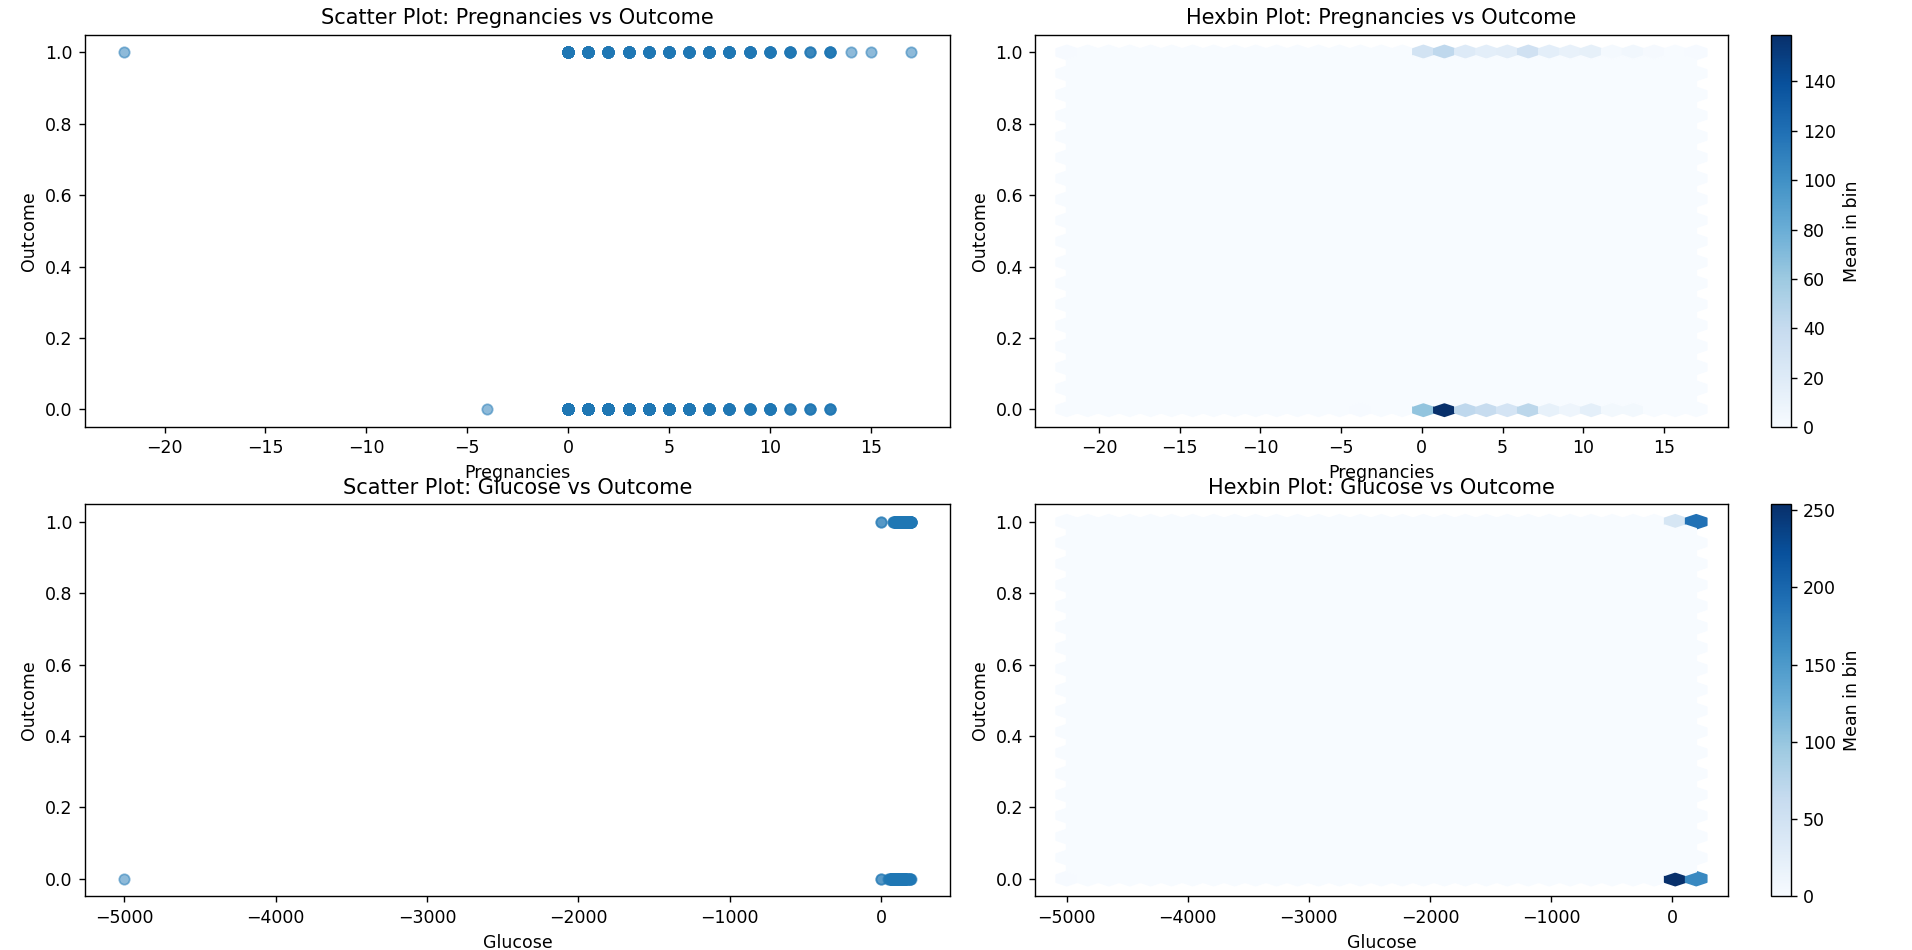 Scatter Plot: Pregnancies vs Outcome
1.0
0.8
0.6
0.4
0.2
0.0
Outcome
−20 −15 −10 −5 0 5 10 15
Pregnancies
Hexbin Plot: Pregnancies vs Outcome
1.0
0.8
0.6
0.4
0.2
0.0
Outcome
−20 −15 −10 −5 0 5 10 15
Pregnancies
140
120
100
80
60
40
20
0
Mean in bin
Scatter Plot: Glucose vs Outcome
1.0
0.8
0.6
0.4
0.2
0.0
Outcome
−5000 −4000 −3000 −2000 −1000 0
Glucose
Hexbin Plot: Glucose vs Outcome
1.0
0.8
0.6
0.4
0.2
0.0
Outcome
−5000 −4000 −3000 −2000 −1000 0
Glucose
250
200
150
100
50
0
Mean in bin